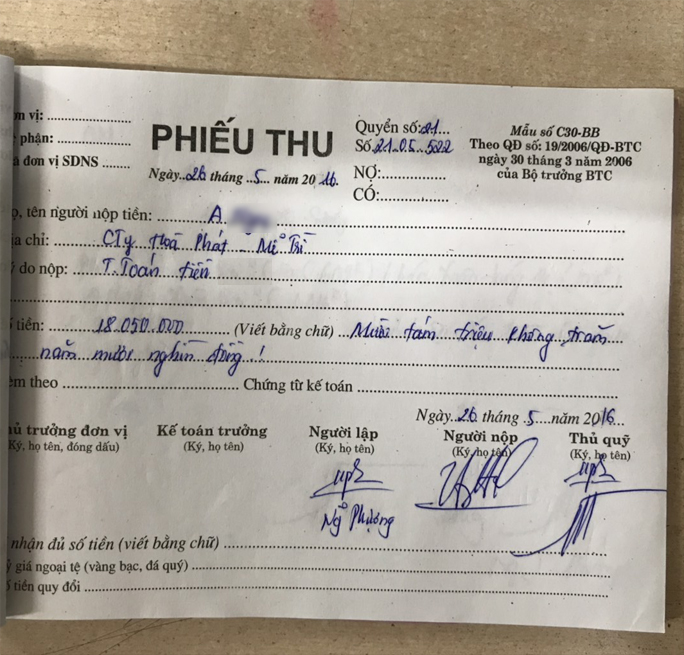 n vị: ....................
phận: ....................
đơn vị SDNS ....................
PHIẾU THU
Ngày..26 tháng ..5.. năm 2016.
Quyển số:..21...
Số..21.05..522
NỢ:................
CÓ:................
Mẫu số C30-BB
Theo QĐ số: 19/2006/QĐ-BTC
ngày 30 tháng 3 năm 2006
của Bộ trưởng BTC
, tên người nộp tiền: ..........A
a chỉ: ..........CTy Hoà Phát - Mễ Trì
do nộp: ..........T.Toán tiền
tiền: ..........18.050.000..........(Viết bằng chữ) ...Mười tám triệu không trăm
năm mươi nghìn đồng !
m theo .............................. Chứng từ kế toán ..............................
Ngày..26 tháng ..5....năm 2016...
ủ trưởng đơn vị Kế toán trưởng Người lập Người nộp Thủ quỹ
Ký, họ tên, đóng dấu) (Ký, họ tên) (Ký, họ tên) (Ký, họ tên) (Ký, họ tên)
Ng Phượng
nhận đủ số tiền (viết bằng chữ) ..............................
giá ngoại tệ (vàng bạc, đá quý) ..............................
tiền quy đổi ..............................